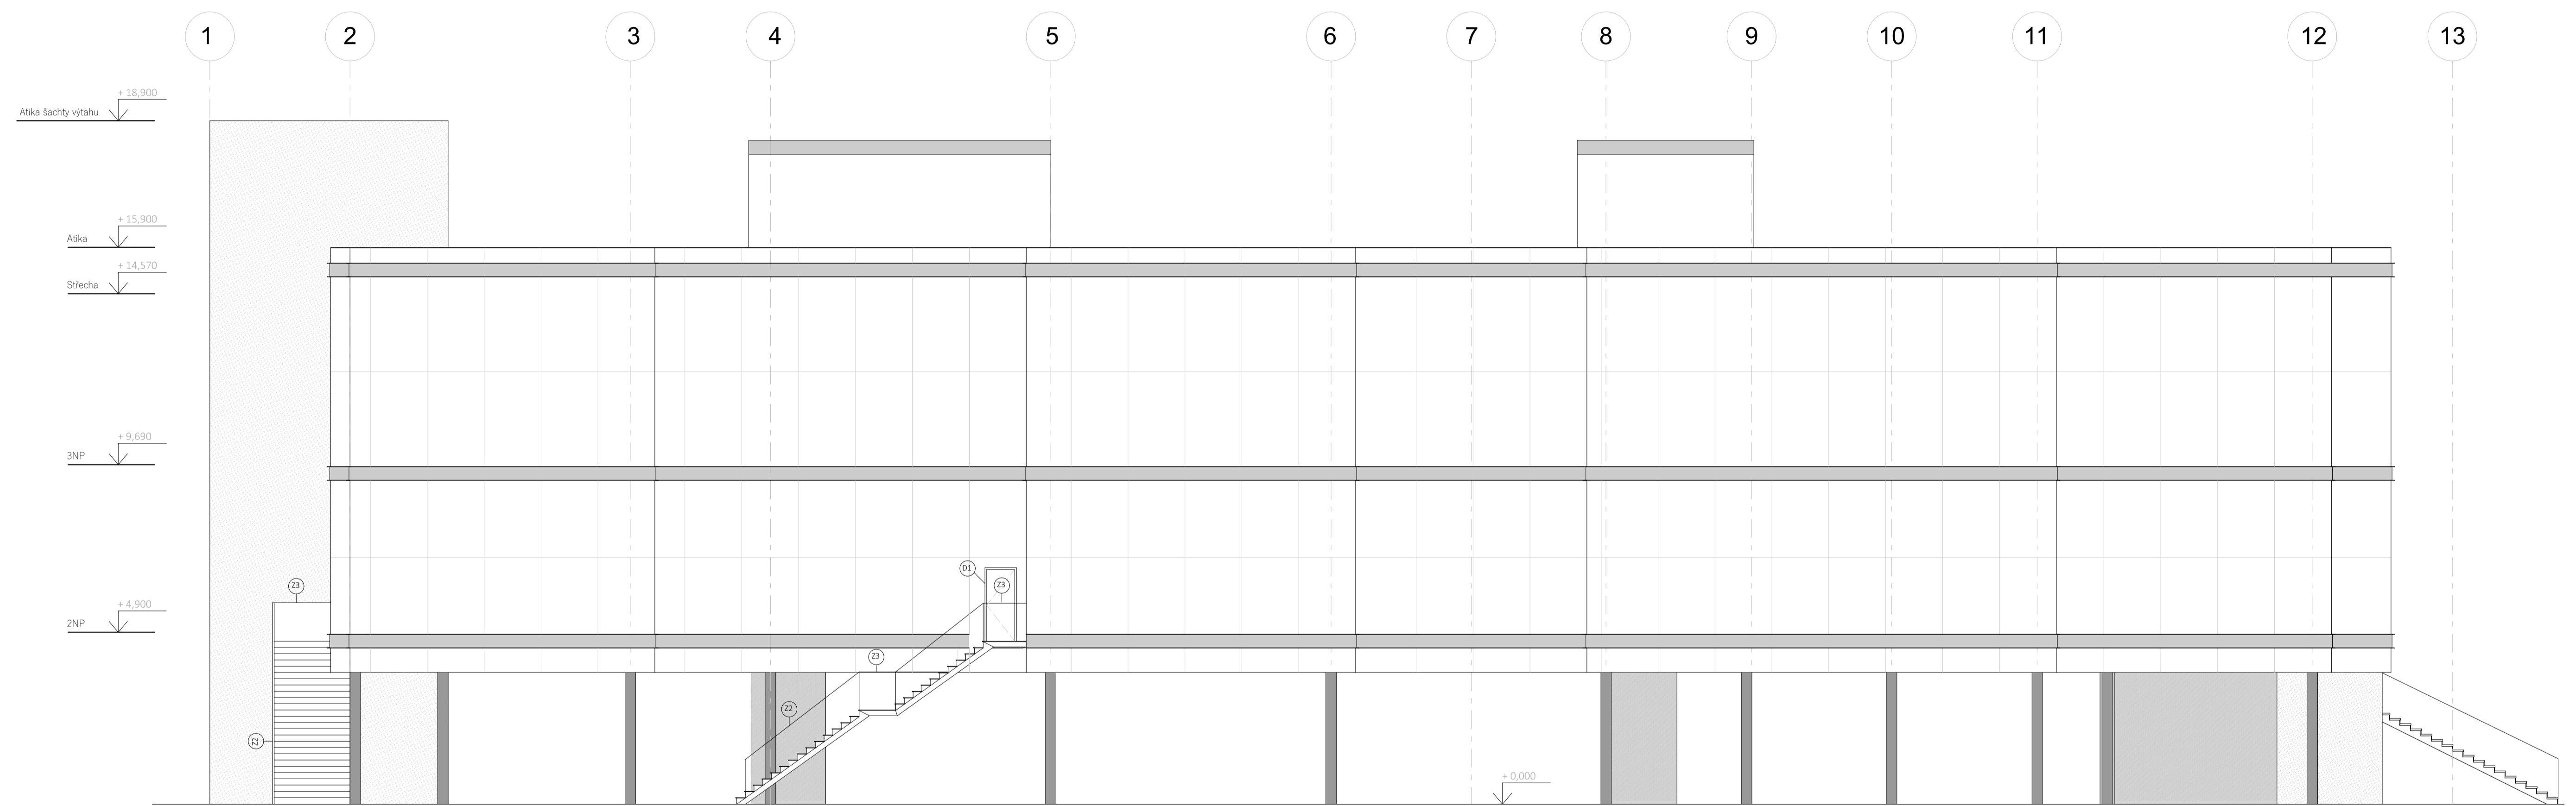 1 2 3 4 5 6 7 8 9 10 11 12 13
+ 18,900
Atika šachty výtahu
+ 15,900
Atika
+ 14,570
Střecha
+ 9,690
3NP
D1
Z3
Z3
+ 4,900
2NP
Z3
Z2
Z2
+ 0,000